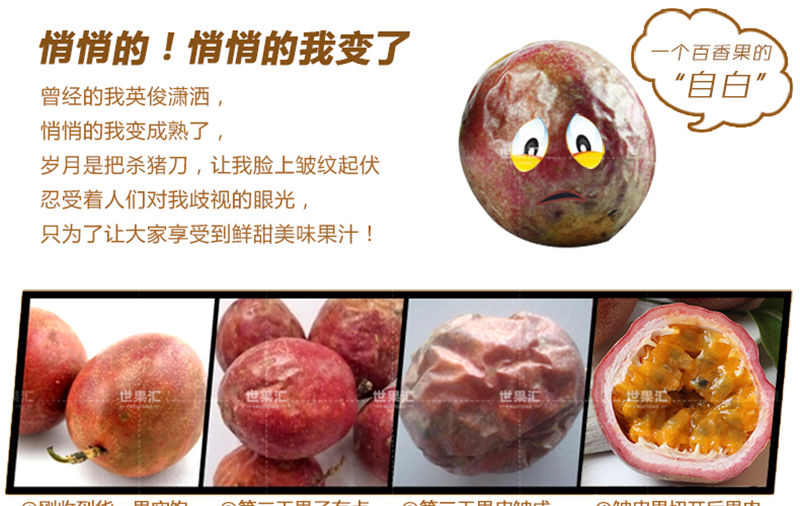 悄悄的！悄悄的我变了
一个百香果的
“自白”
曾经的我英俊潇洒，
悄悄的我变成熟了，
岁月是把杀猪刀，让我脸上皱纹起伏
忍受着人们对我歧视的眼光，
只为了让大家享受到鲜甜美味果汁！
世果汇
世果汇
世果汇
世果汇